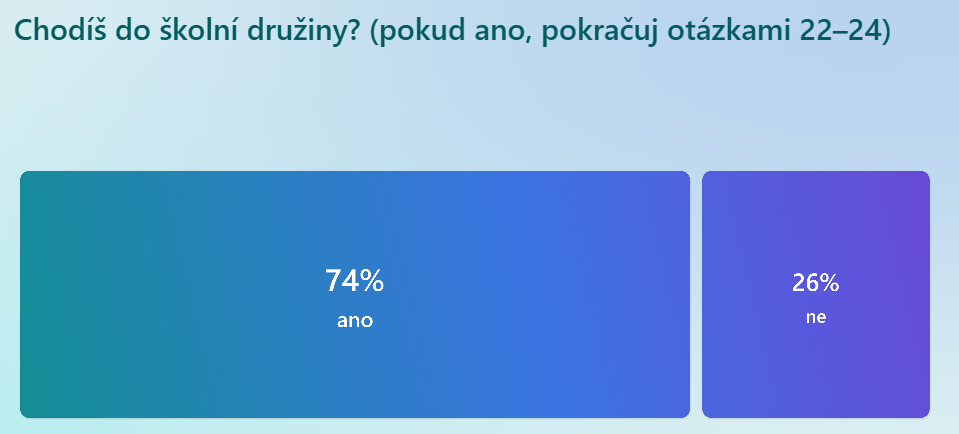 Chodíš do školní družiny? (pokud ano, pokračuj otázkami 22–24)
74%
ano
26%
ne